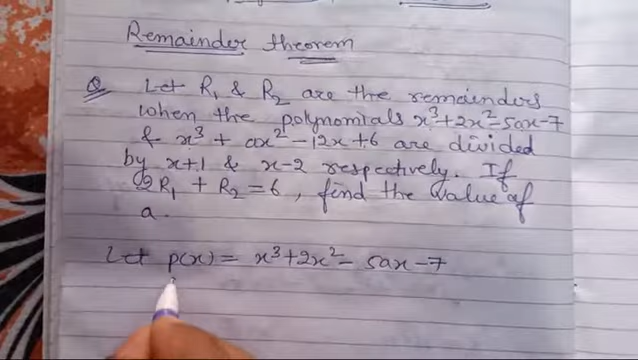 Remainder theorem
Q Let R₁ & R₂ are the remainders
when the polynomials x³+2x²-5ax-7
& x³ + ax² - 12x + 6 are divided
by x+1 & x-2 respectively. If
2R₁ + R₂ = 6, find the value of
a.
Let p(x) = x³+2x²- 5ax-7